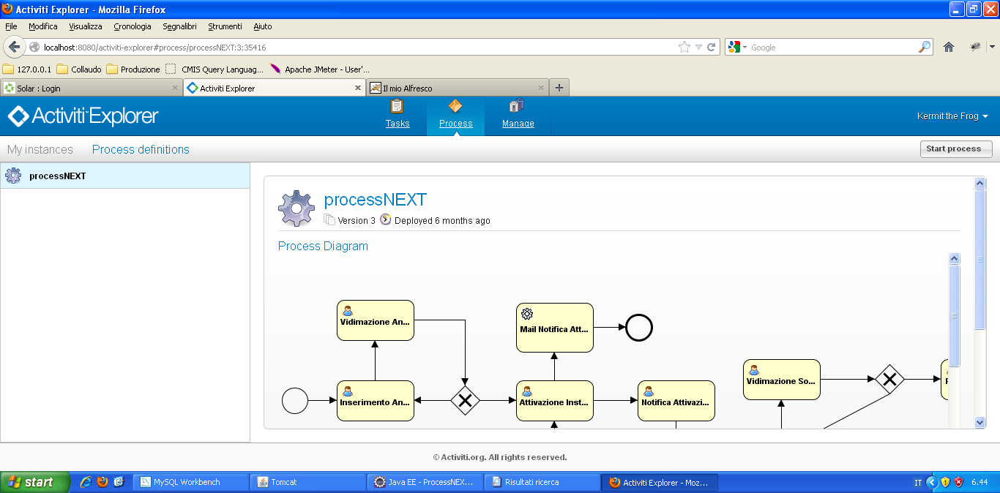 Activiti Explorer - Mozilla Firefox
File Modifica Visualizza Cronologia Segnalibri Strumenti Aiuto
localhost:8080/activiti-explorer#process/processNEXT:3:35416 Google
127.0.0.1 Collaudo Produzione CMIS Query Languag... Apache JMeter - User'...
Solar : Login Activiti Explorer Il mio Alfresco
Activiti™ Explorer Tasks Process Manage Kermit the Frog
My instances Process definitions Start process
processNEXT
processNEXT
Version 3 Deployed 6 months ago
Process Diagram
Vidimazione An... Mail Notifica Att...
Vidimazione So...
Inserimento An... Attivazione Inst... Notifica Attivazi...
© Activiti.org. All rights reserved.
start MySQL Workbench Tomcat Java EE - ProcessNEX... Risultati ricerca Activiti Explorer - Moz... IT 6.44